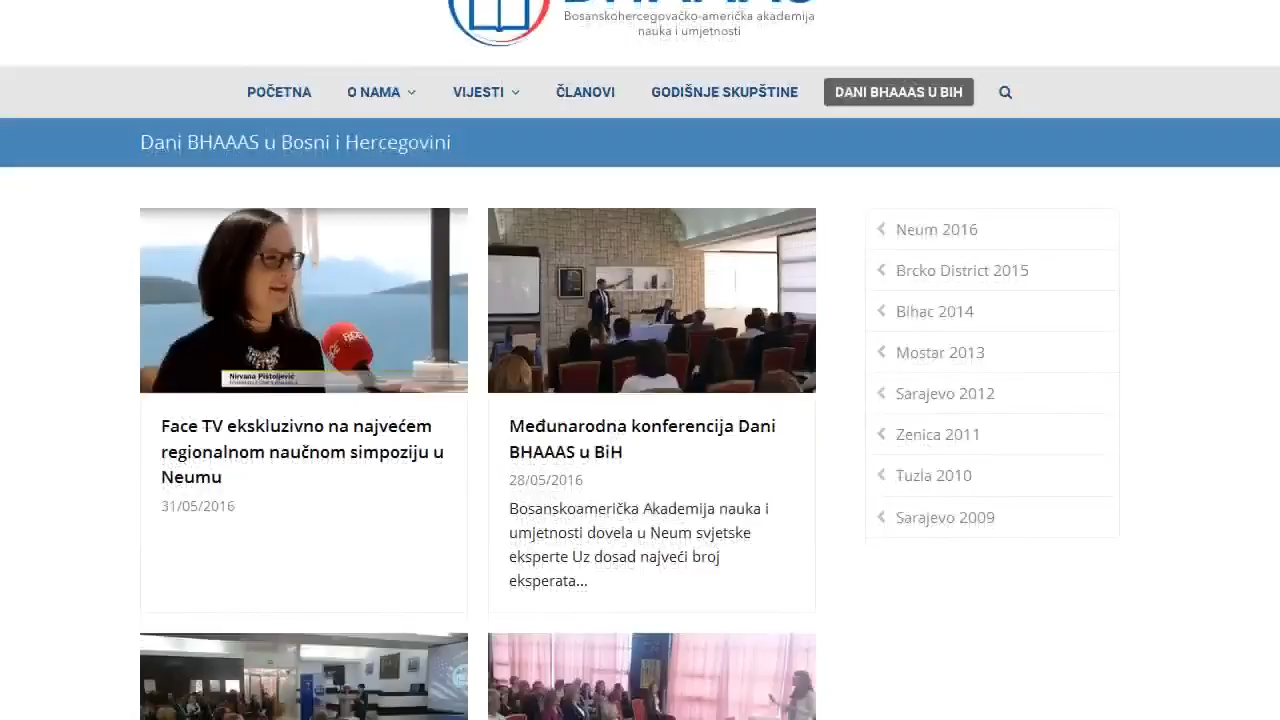 Bosanskohercegovačko-američka akademija
nauka i umjetnosti
POČETNA
O NAMA
VIJESTI
ČLANOVI
GODIŠNJE SKUPŠTINE
DANI BHAAAS U BIH
Dani BHAAAS u Bosni i Hercegovini
FACE
Nirvana Pištoljević
Face TV ekskluzivno na najvećem
regionalnom naučnom simpoziju u
Neumu
31/05/2016
Međunarodna konferencija Dani
BHAAAS u BiH
28/05/2016
Bosanskoamerička Akademija nauka i
umjetnosti dovela u Neum svjetske
eksperte Uz dosad najveći broj
eksperata...
Neum 2016
Brcko District 2015
Bihac 2014
Mostar 2013
Sarajevo 2012
Zenica 2011
Tuzla 2010
Sarajevo 2009